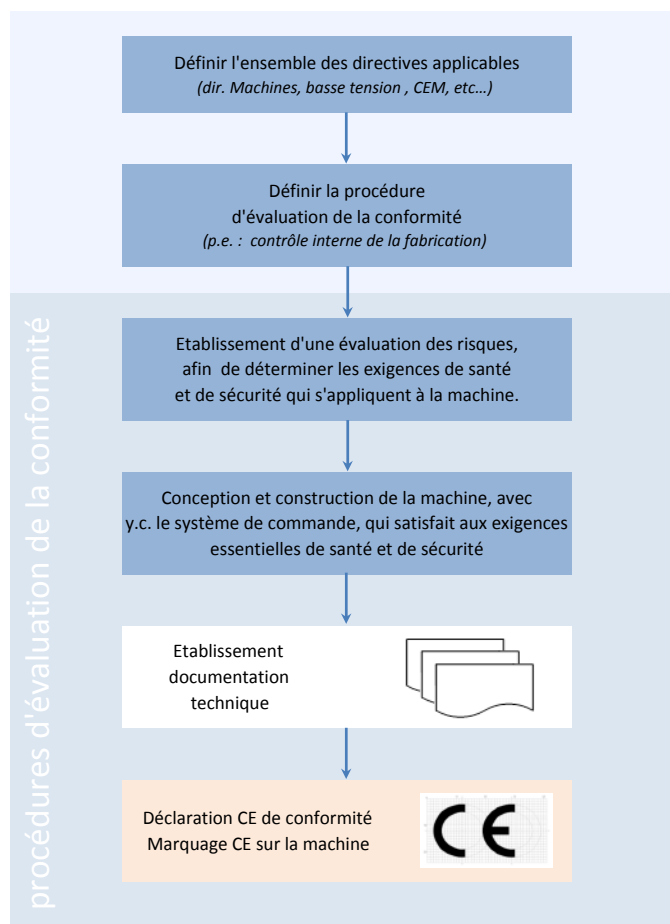 Définir l'ensemble des directives applicables
(dir. Machines, basse tension , CEM, etc…)
Définir la procédure
d'évaluation de la conformité
(p.e. : contrôle interne de la fabrication)
procédures d'évaluation de la conformité
Etablissement d'une évaluation des risques,
afin de déterminer les exigences de santé
et de sécurité qui s'appliquent à la machine.
Conception et construction de la machine, avec
y.c. le système de commande, qui satisfait aux exigences
essentielles de santé et de sécurité
Etablissement
documentation
technique
Déclaration CE de conformité
Marquage CE sur la machine
CE